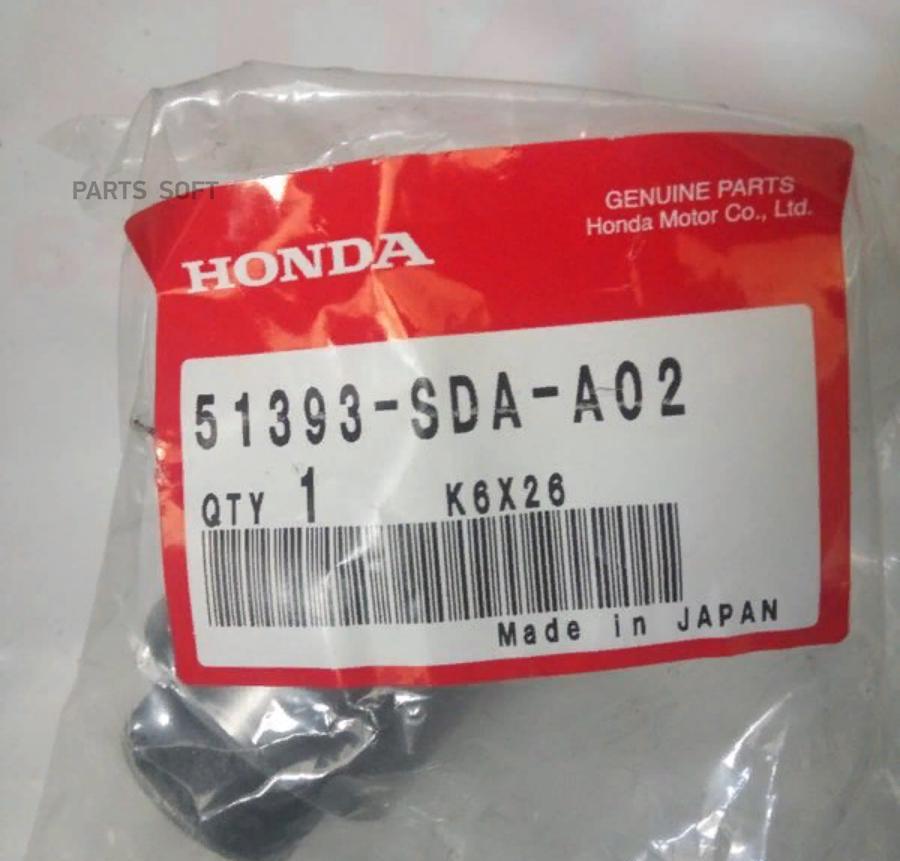 PARTS SOFT
GENUINE PARTS
Honda Motor Co., Ltd.
HONDA
51393-SDA-A02
QTY 1 K6X26
Made in JAPAN